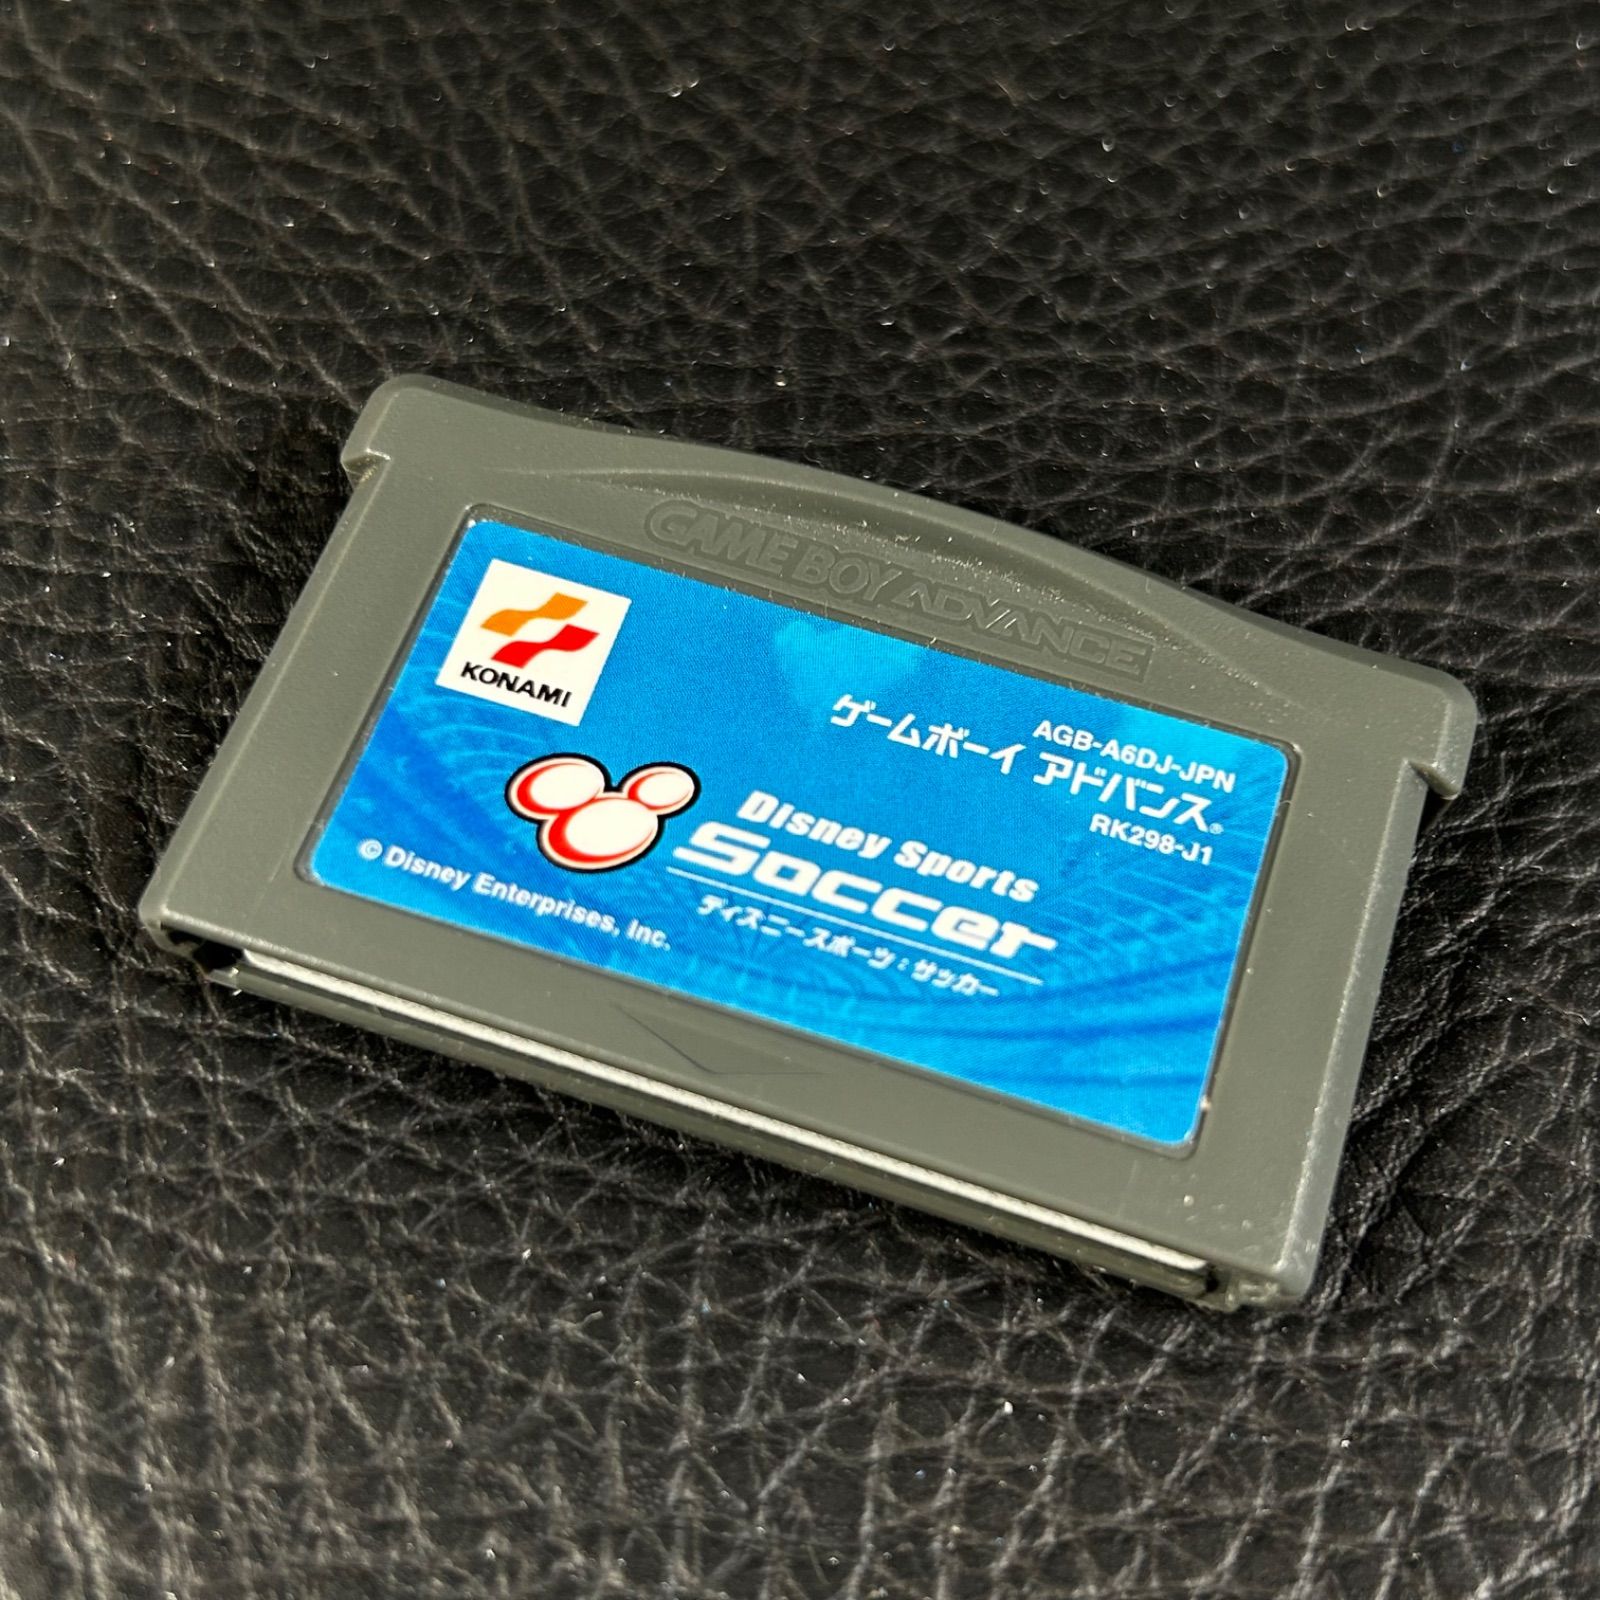 GAME BOY ADVANCE
KONAMI
AGB-A6DJ-JPN
ゲームボーイ アドバンス®
RK298-J1
Disney Sports
Soccer
ディズニースポーツ:サッカー
© Disney Enterprises, Inc.